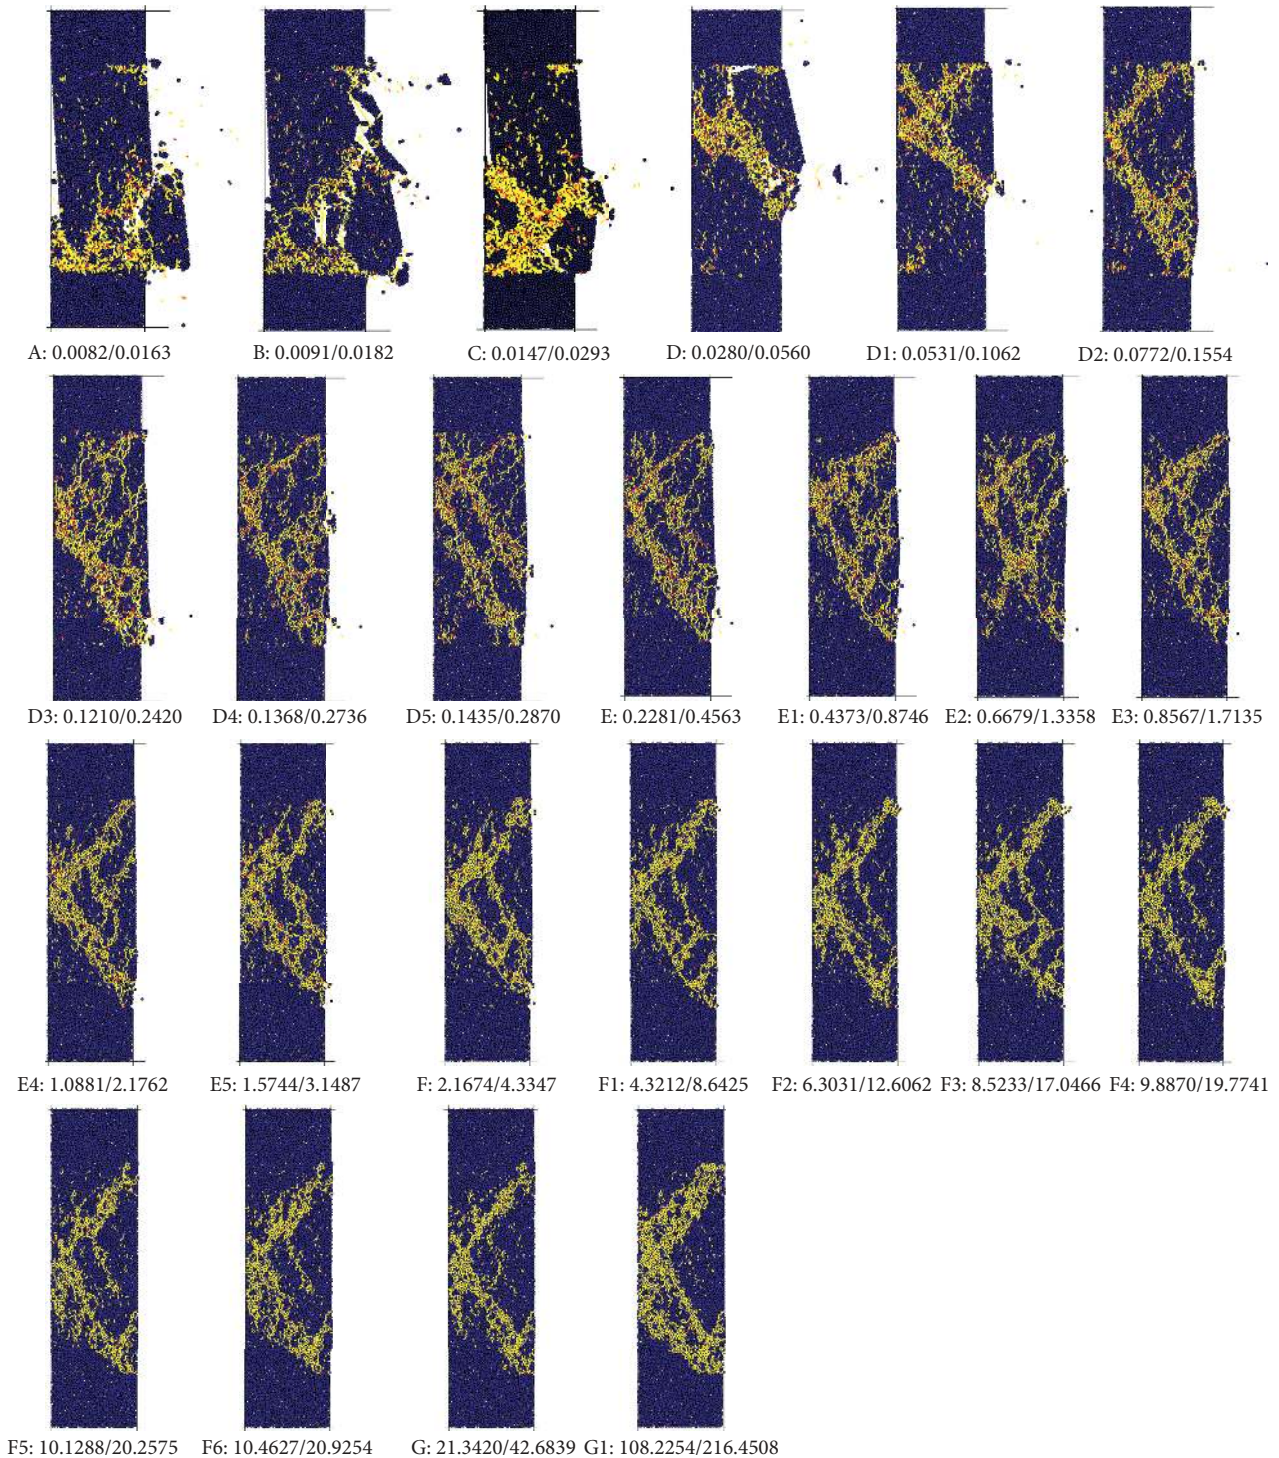 A: 0.0082/0.0163 B: 0.0091/0.0182 C: 0.0147/0.0293 D: 0.0280/0.0560 D1: 0.0531/0.1062 D2: 0.0772/0.1554
D3: 0.1210/0.2420 D4: 0.1368/0.2736 D5: 0.1435/0.2870 E: 0.2281/0.4563 E1: 0.4373/0.8746 E2: 0.6679/1.3358 E3: 0.8567/1.7135
E4: 1.0881/2.1762 E5: 1.5744/3.1487 F: 2.1674/4.3347 F1: 4.3212/8.6425 F2: 6.3031/12.6062 F3: 8.5233/17.0466 F4: 9.8870/19.7741
F5: 10.1288/20.2575 F6: 10.4627/20.9254 G: 21.3420/42.6839 G1: 108.2254/216.4508